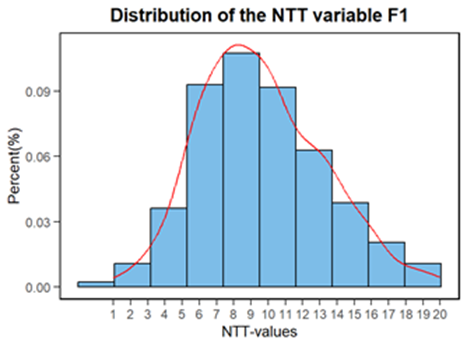 Distribution of the NTT variable F1
Percent(%)
0.09
0.06
0.03
0.00
1 2 3 4 5 6 7 8 9 10 11 12 13 14 15 16 17 18 19 20
NTT-values